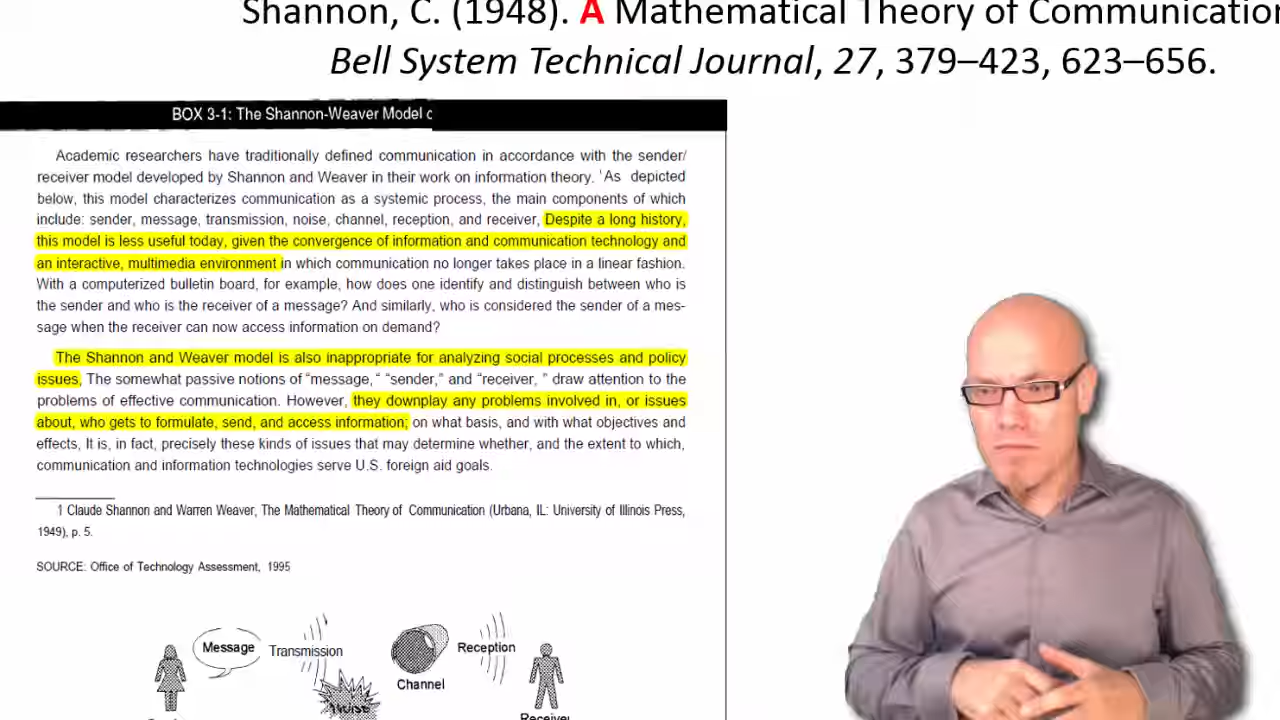 Shannon, C. (1948). A Mathematical Theory of Communicatio
Bell System Technical Journal, 27, 379–423, 623–656.
BOX 3-1: The Shannon-Weaver Model
Academic researchers have traditionally defined communication in accordance with the sender/
receiver model developed by Shannon and Weaver in their work on information theory. ¹As depicted
below, this model characterizes communication as a systemic process, the main components of which
include: sender, message, transmission, noise, channel, reception, and receiver, Despite a long history,
this model is less useful today, given the convergence of information and communication technology and
an interactive, multimedia environment in which communication no longer takes place in a linear fashion.
With a computerized bulletin board, for example, how does one identify and distinguish between who is
the sender and who is the receiver of a message? And similarly, who is considered the sender of a mes-
sage when the receiver can now access information on demand?
The Shannon and Weaver model is also inappropriate for analyzing social processes and policy
issues, The somewhat passive notions of “message,“ “sender,” and “receiver, ” draw attention to the
problems of effective communication. However, they downplay any problems involved in, or issues
about, who gets to formulate, send, and access information; on what basis, and with what objectives and
effects, It is, in fact, precisely these kinds of issues that may determine whether, and the extent to which,
communication and information technologies serve U.S. foreign aid goals.
1 Claude Shannon and Warren Weaver, The Mathematical Theory of Communication (Urbana, IL: University of Illinois Press,
1949), p. 5.
SOURCE: Office of Technology Assessment, 1995
Message
Transmission
Reception
Channel
Noise
Receiver